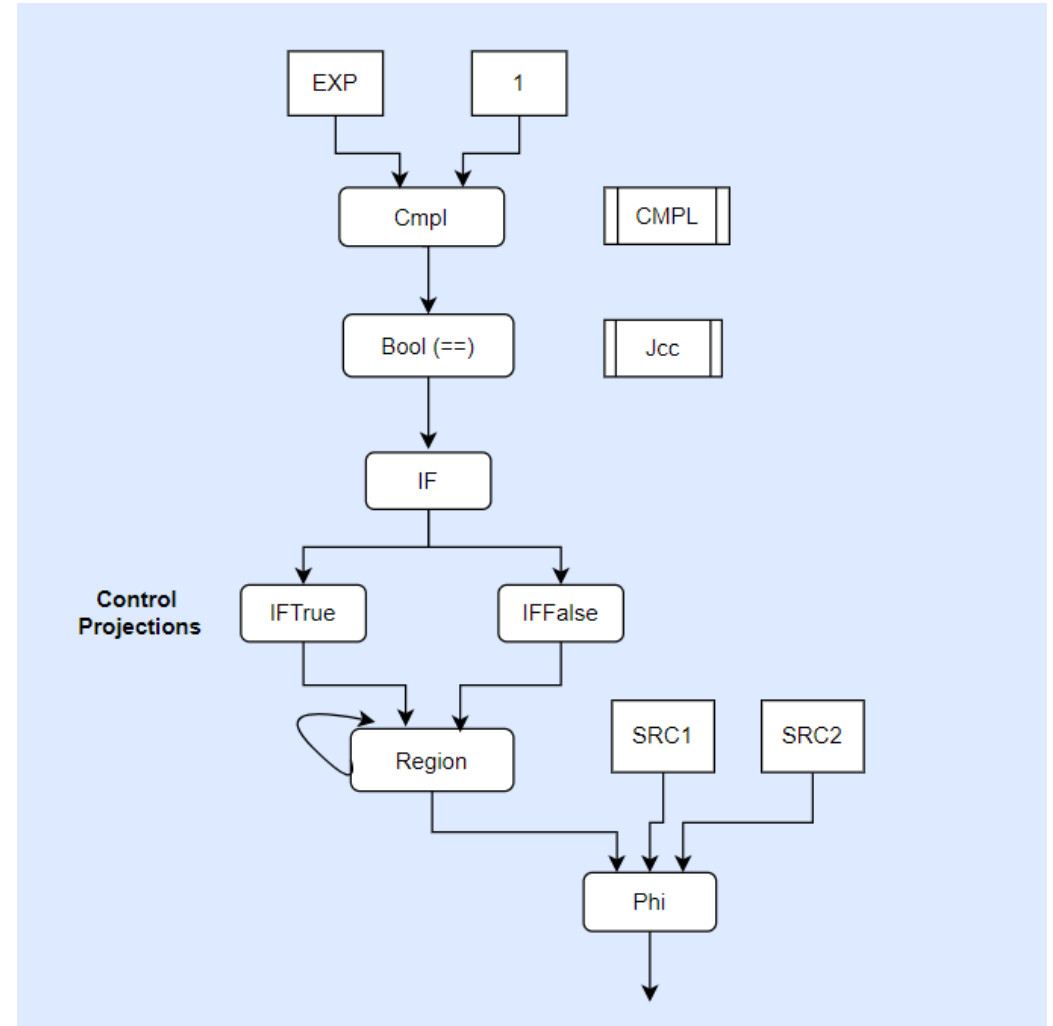 EXP
1
Cmpl
CMPL
Bool (==)
Jcc
IF
Control
Projections
IFTrue
IFFalse
Region
SRC1
SRC2
Phi